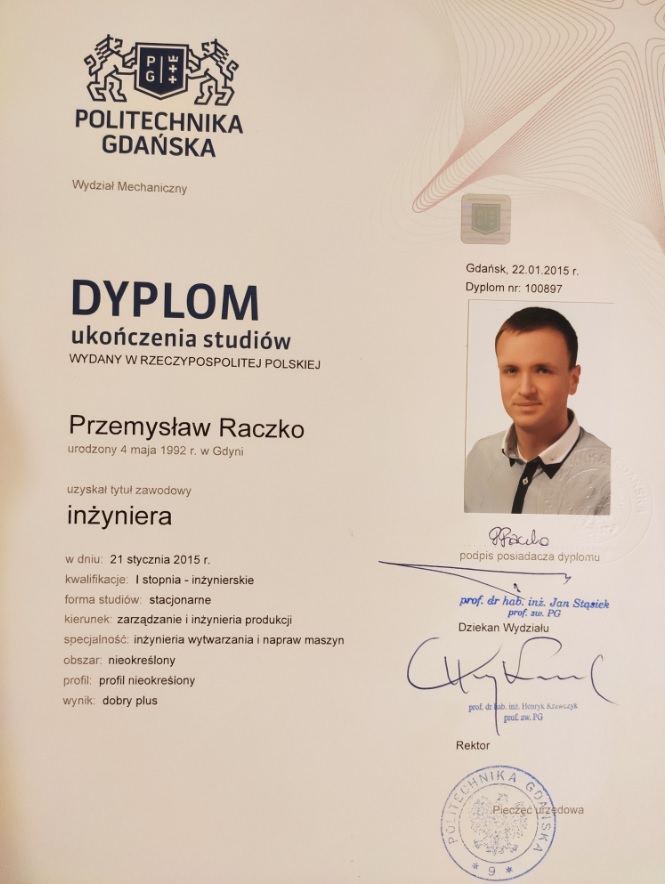 P G
POLITECHNIKA
GDAŃSKA
Wydział Mechaniczny
DYPLOM
ukończenia studiów
WYDANY W RZECZYPOSPOLITEJ POLSKIEJ
Przemysław Raczko
urodzony 4 maja 1992 r. w Gdyni
uzyskał tytuł zawodowy
inżyniera
w dniu: 21 stycznia 2015 r.
kwalifikacje: I stopnia - inżynierskie
forma studiów: stacjonarne
kierunek: zarządzanie i inżynieria produkcji
specjalność: inżynieria wytwarzania i napraw maszyn
obszar: nieokreślony
profil: profil nieokreślony
wynik: dobry plus
Gdańsk, 22.01.2015 r.
Dyplom nr: 100897
PRaczko
podpis posiadacza dyplomu
prof. dr hab. inż. Jan Stąsiek
prof. zw. PG
Dziekan Wydziału
prof. dr hab. inż. Henryk Krawczyk
prof. zw. PG
Rektor
Pieczęć urzędowa
POLITECHNIKA GDAŃSKA
* 9 *